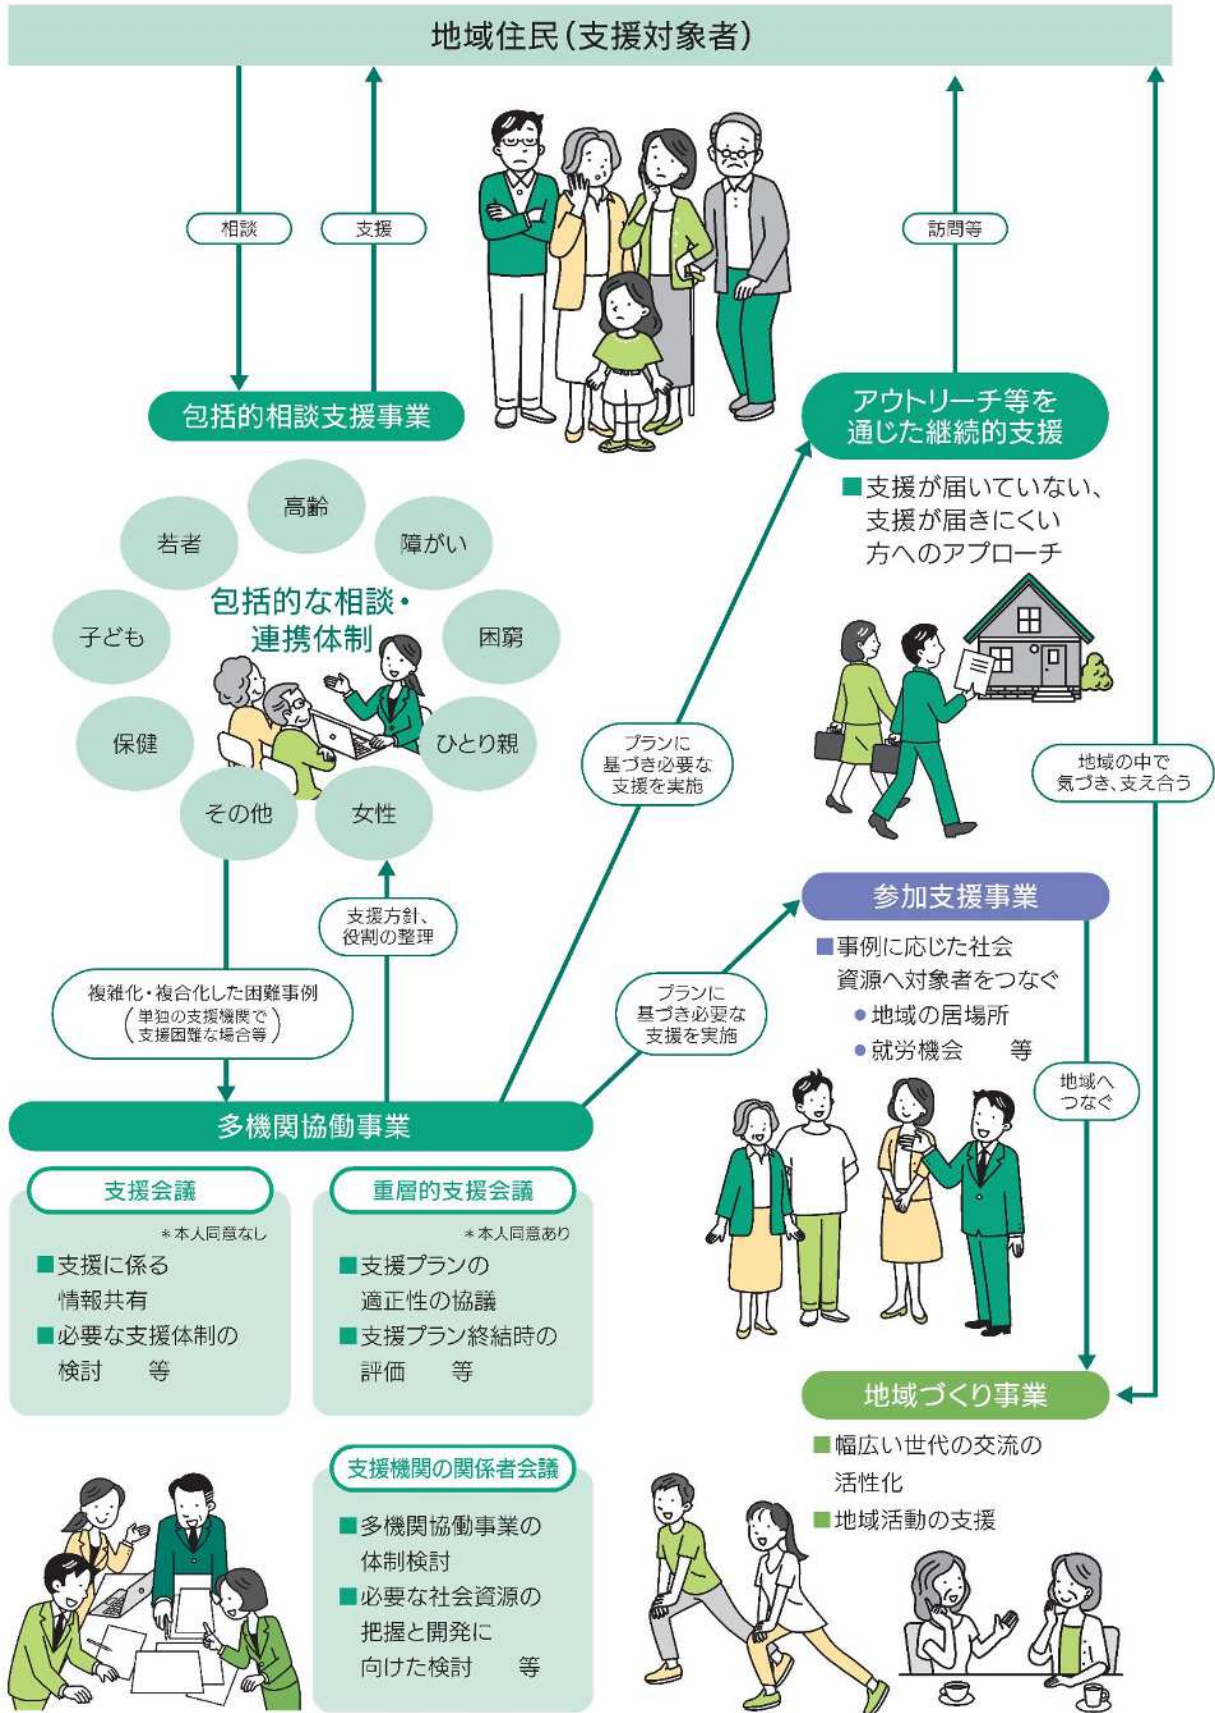 地域住民（支援対象者）
相談
支援
訪問等
包括的相談支援事業
高齢
若者
障がい
包括的な相談・
連携体制
子ども
困窮
保健
ひとり親
その他
女性
支援方針、
役割の整理
複雑化・複合化した困難事例
（単独の支援機関で
支援困難な場合等）
アウトリーチ等を
通じた継続的支援
■支援が届いていない、
支援が届きにくい
方へのアプローチ
プランに
基づき必要な
支援を実施
地域の中で
気づき、支え合う
参加支援事業
■事例に応じた社会
資源へ対象者をつなぐ
●地域の居場所
●就労機会　等
プランに
基づき必要な
支援を実施
地域へ
つなぐ
多機関協働事業
支援会議
＊本人同意なし
■支援に係る
情報共有
■必要な支援体制の
検討　等
重層的支援会議
＊本人同意あり
■支援プランの
適正性の協議
■支援プラン終結時の
評価　等
支援機関の関係者会議
■多機関協働事業の
体制検討
■必要な社会資源の
把握と開発に
向けた検討　等
地域づくり事業
■幅広い世代の交流の
活性化
■地域活動の支援